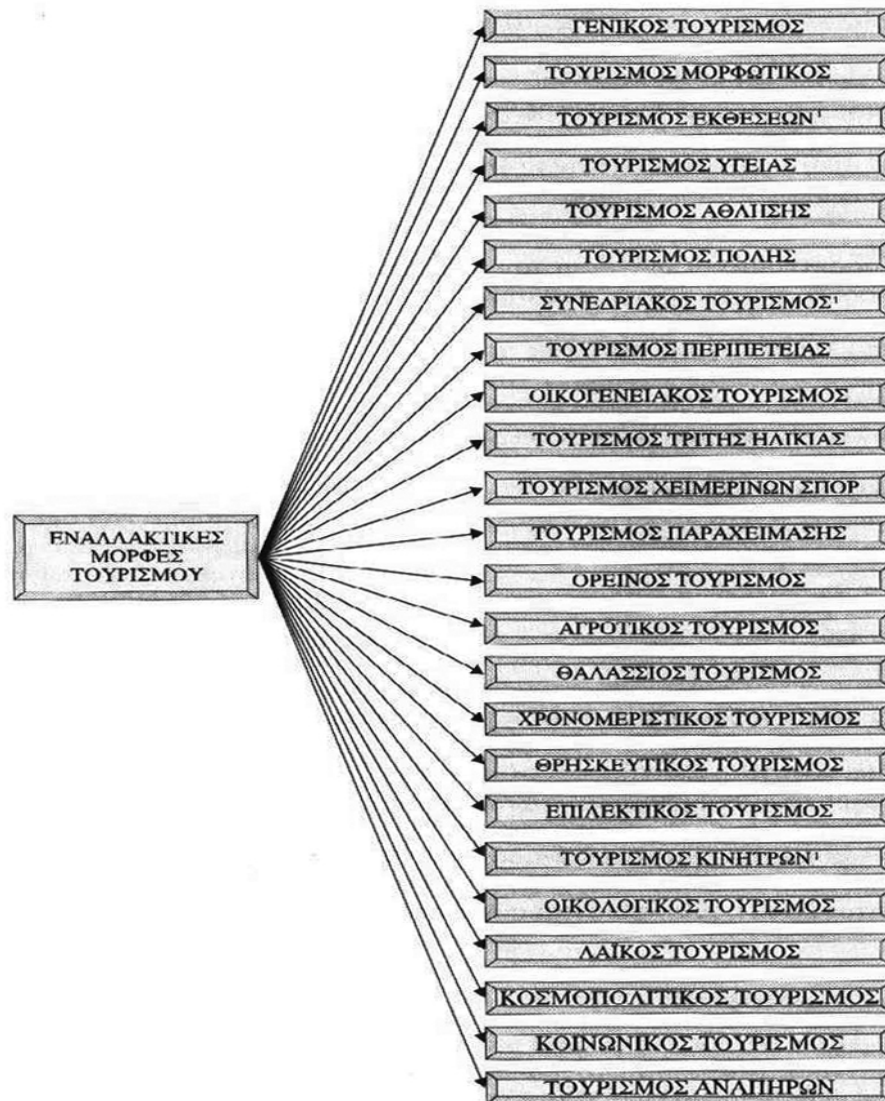 ΓΕΝΙΚΟΣ ΤΟΥΡΙΣΜΟΣ
ΤΟΥΡΙΣΜΟΣ ΜΟΡΦΩΤΙΚΟΣ
ΤΟΥΡΙΣΜΟΣ ΕΚΘΕΣΕΩΝ¹
ΤΟΥΡΙΣΜΟΣ ΥΓΕΙΑΣ
ΤΟΥΡΙΣΜΟΣ ΑΘΛΗΣΗΣ
ΤΟΥΡΙΣΜΟΣ ΠΟΛΗΣ
ΣΥΝΕΔΡΙΑΚΟΣ ΤΟΥΡΙΣΜΟΣ¹
ΤΟΥΡΙΣΜΟΣ ΠΕΡΙΠΕΤΕΙΑΣ
ΟΙΚΟΓΕΝΕΙΑΚΟΣ ΤΟΥΡΙΣΜΟΣ
ΤΟΥΡΙΣΜΟΣ ΤΡΙΤΗΣ ΗΛΙΚΙΑΣ
ΤΟΥΡΙΣΜΟΣ ΧΕΙΜΕΡΙΝΩΝ ΣΠΟΡ
ΕΝΑΛΛΑΚΤΙΚΕΣ
ΜΟΡΦΕΣ
ΤΟΥΡΙΣΜΟΥ
ΤΟΥΡΙΣΜΟΣ ΠΑΡΑΧΕΙΜΑΣΗΣ
ΟΡΕΙΝΟΣ ΤΟΥΡΙΣΜΟΣ
ΑΓΡΟΤΙΚΟΣ ΤΟΥΡΙΣΜΟΣ
ΘΑΛΑΣΣΙΟΣ ΤΟΥΡΙΣΜΟΣ
ΧΡΟΝΟΜΕΡΙΣΤΙΚΟΣ ΤΟΥΡΙΣΜΟΣ
ΘΡΗΣΚΕΥΤΙΚΟΣ ΤΟΥΡΙΣΜΟΣ
ΕΠΙΛΕΚΤΙΚΟΣ ΤΟΥΡΙΣΜΟΣ
ΤΟΥΡΙΣΜΟΣ ΚΙΝΗΤΡΩΝ¹
ΟΙΚΟΛΟΓΙΚΟΣ ΤΟΥΡΙΣΜΟΣ
ΛΑΪΚΟΣ ΤΟΥΡΙΣΜΟΣ
ΚΟΣΜΟΠΟΛΙΤΙΚΟΣ ΤΟΥΡΙΣΜΟΣ
ΚΟΙΝΩΝΙΚΟΣ ΤΟΥΡΙΣΜΟΣ
ΤΟΥΡΙΣΜΟΣ ΑΝΑΠΗΡΩΝ